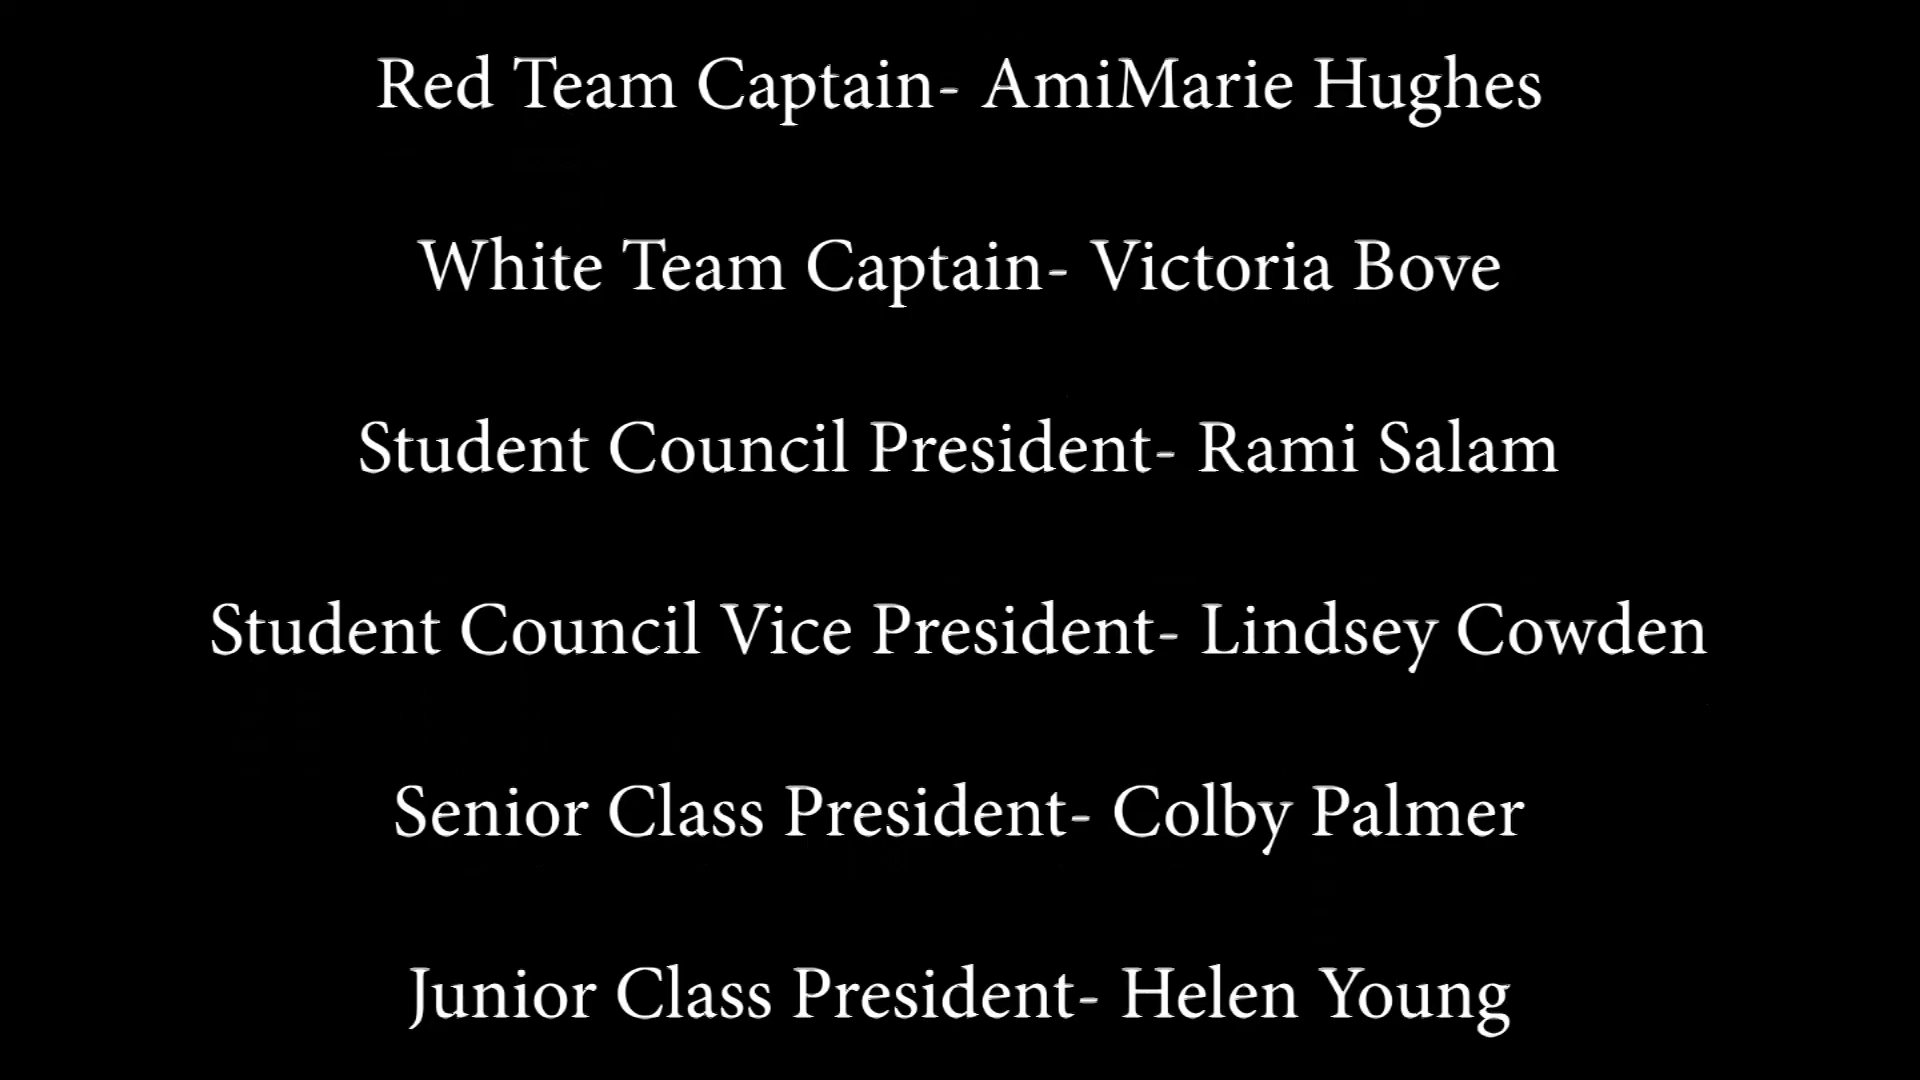 Red Team Captain- AmiMarie Hughes
White Team Captain- Victoria Bove
Student Council President- Rami Salam
Student Council Vice President- Lindsey Cowden
Senior Class President- Colby Palmer
Junior Class President- Helen Young